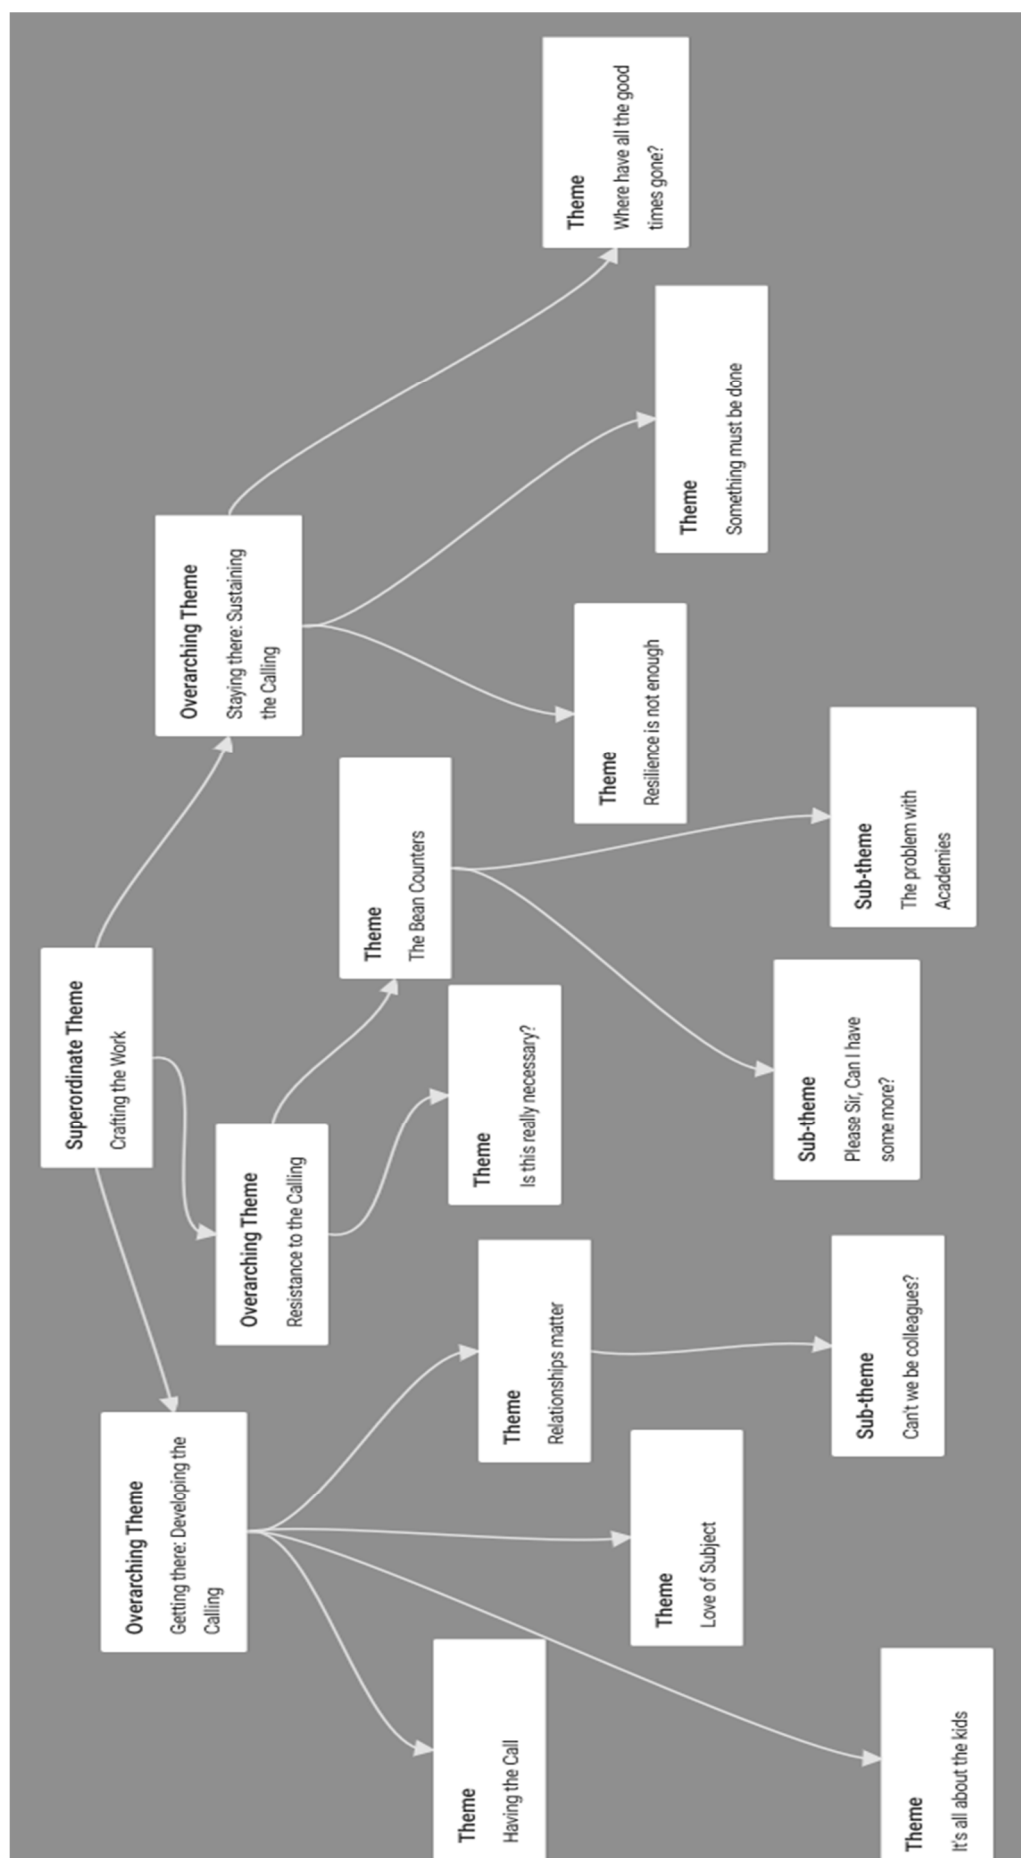 Superordinate Theme
Crafting the Work
Overarching Theme
Getting there: Developing the
Calling
Overarching Theme
Resistance to the Calling
Overarching Theme
Staying there: Sustaining
the Calling
Theme
Having the Call
Theme
It's all about the kids
Theme
Love of Subject
Theme
Relationships matter
Sub-theme
Can't we be colleagues?
Theme
Is this really necessary?
Theme
The Bean Counters
Sub-theme
Please Sir, Can I have
some more?
Sub-theme
The problem with
Academies
Theme
Resilience is not enough
Theme
Something must be done
Theme
Where have all the good
times gone?